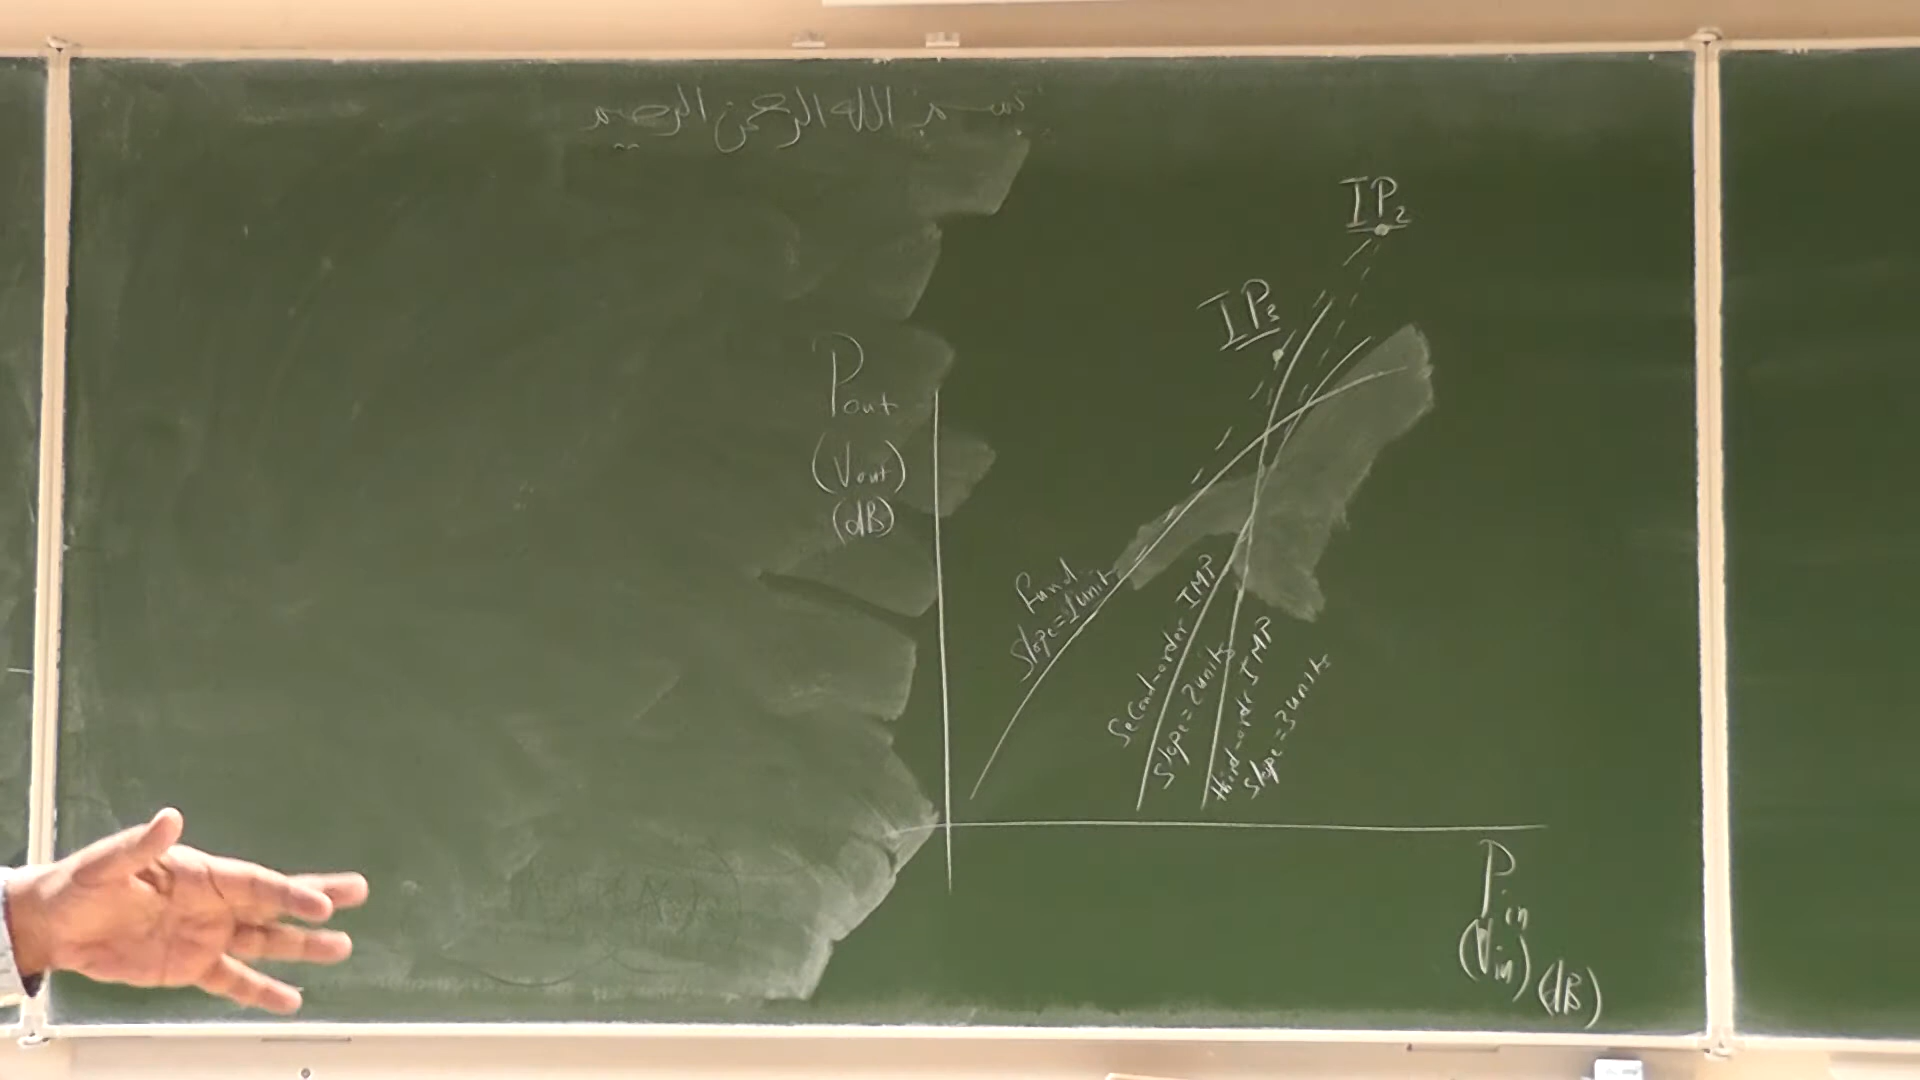 بسم الله الرحمن الرحيم
IP₂
IP₃
Pout
(Vout)
(dB)
Fund
Slope=1unit
Second-order IMP
Slope=2units
third-order IMP
Slope=3units
Pin
(Vin)
(dB)